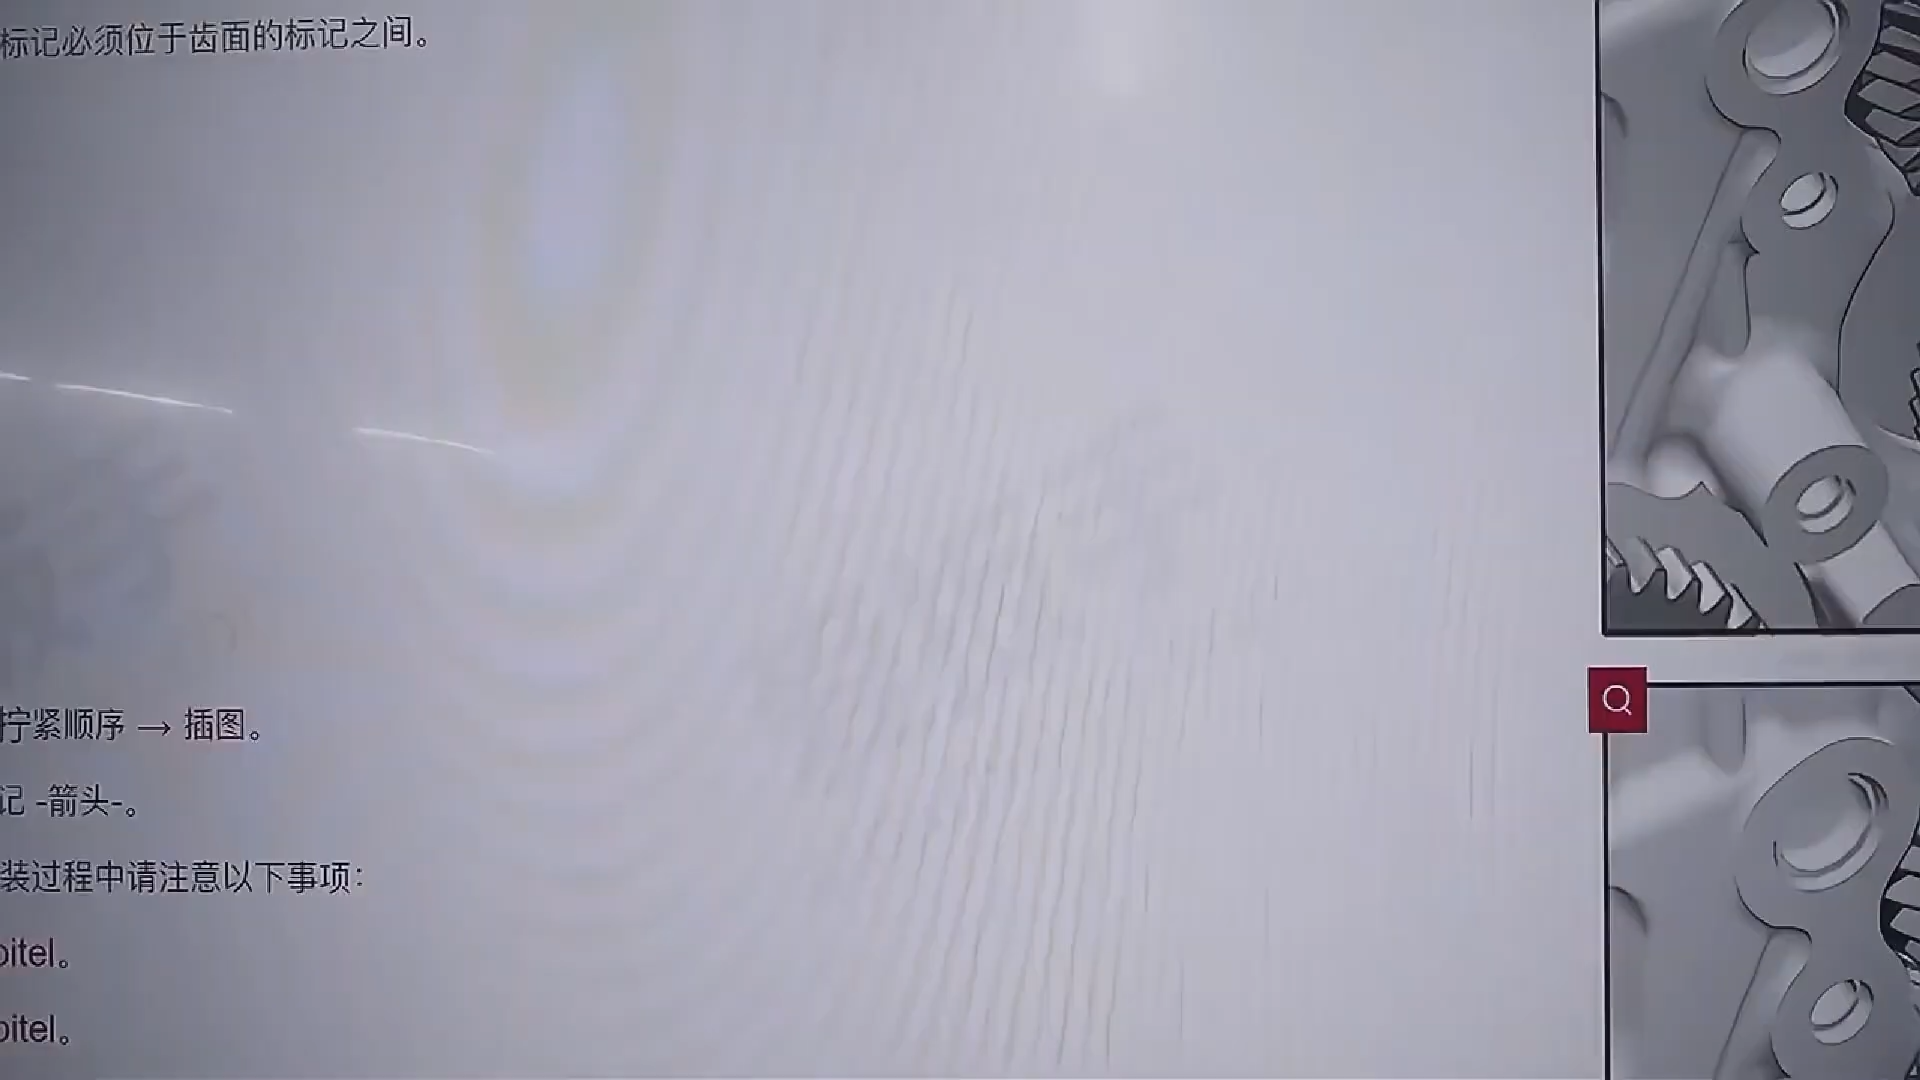 标记必须位于齿面的标记之间。
拧紧顺序 → 插图。
记 -箭头-。
装过程中请注意以下事项：
pitel。
pitel。